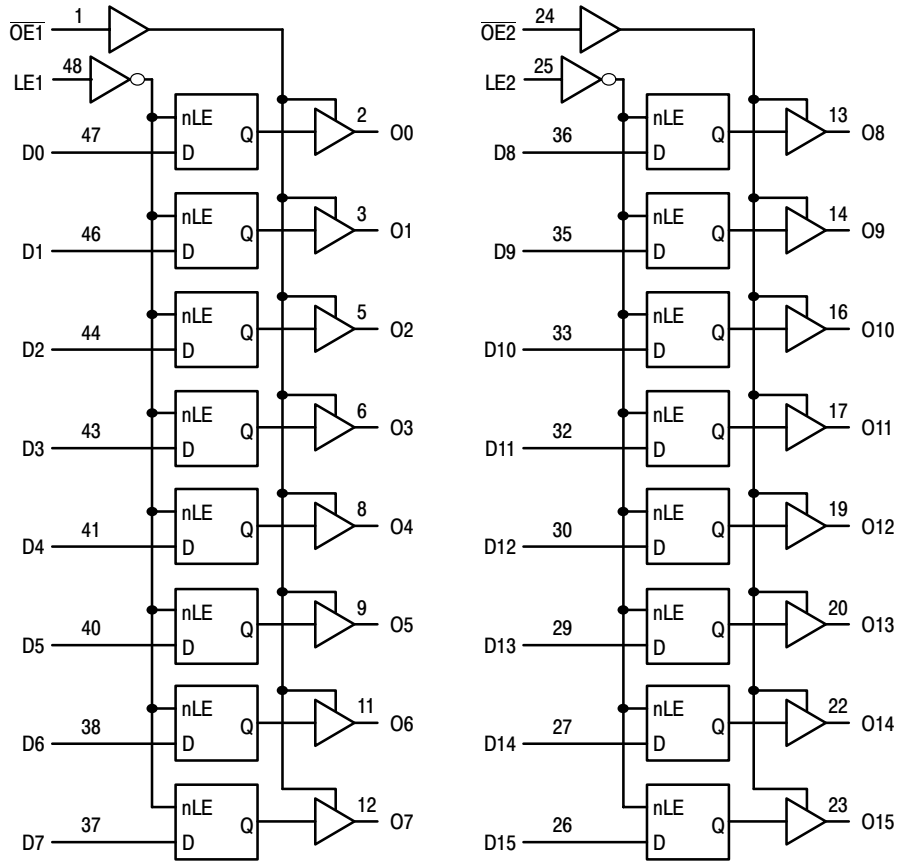 O̅E̅1̅ 1
LE1 48
nLE
Q 2 O0
D0 47 D
nLE
Q 3 O1
D1 46 D
nLE
Q 5 O2
D2 44 D
nLE
Q 6 O3
D3 43 D
nLE
Q 8 O4
D4 41 D
nLE
Q 9 O5
D5 40 D
nLE
Q 11 O6
D6 38 D
nLE
Q 12 O7
D7 37 D
O̅E̅2̅ 24
LE2 25
nLE
Q 13 O8
D8 36 D
nLE
Q 14 O9
D9 35 D
nLE
Q 16 O10
D10 33 D
nLE
Q 17 O11
D11 32 D
nLE
Q 19 O12
D12 30 D
nLE
Q 20 O13
D13 29 D
nLE
Q 22 O14
D14 27 D
nLE
Q 23 O15
D15 26 D